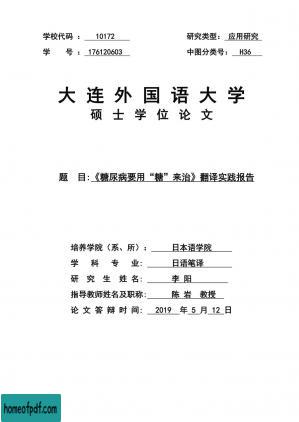 学校代码 : 10172 研究类型: 应用研究
学 号 : 176120603 中图分类号: H36
大连外国语大学
硕士学位论文
题 目:《糖尿病要用“糖”来治》翻译实践报告
培养学院(系、所): 日本语学院
学 科 专 业: 日语笔译
研 究 生 姓 名: 李 阳
指导教师姓名及职称: 陈 岩 教授
论 文 答 辩 时 间: 2019 年 5 月 12 日
homeofpdf.com